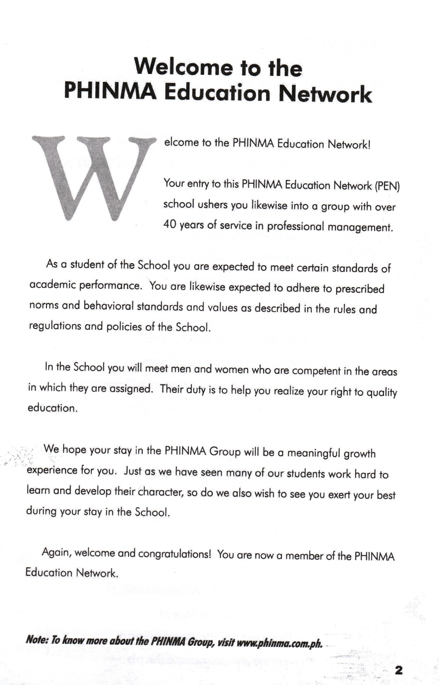 Welcome to the
PHINMA Education Network
Welcome to the PHINMA Education Network!
Your entry to this PHINMA Education Network (PEN)
school ushers you likewise into a group with over
40 years of service in professional management.
As a student of the School you are expected to meet certain standards of
academic performance. You are likewise expected to adhere to prescribed
norms and behavioral standards and values as described in the rules and
regulations and policies of the School.
In the School you will meet men and women who are competent in the areas
in which they are assigned. Their duty is to help you realize your right to quality
education.
We hope your stay in the PHINMA Group will be a meaningful growth
experience for you. Just as we have seen many of our students work hard to
learn and develop their character, so do we also wish to see you exert your best
during your stay in the School.
Again, welcome and congratulations! You are now a member of the PHINMA
Education Network.
Note: To know more about the PHINMA Group, visit www.phinma.com.ph.
2